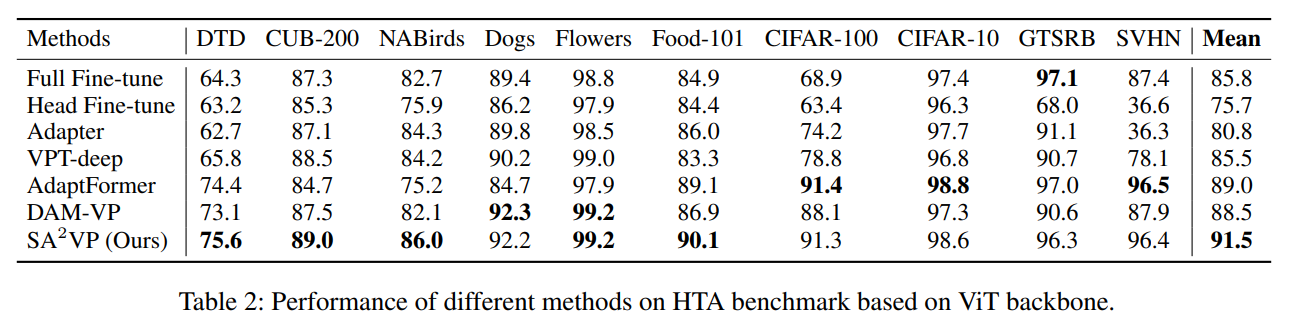 Methods DTD CUB-200 NABirds Dogs Flowers Food-101 CIFAR-100 CIFAR-10 GTSRB SVHN Mean
Full Fine-tune 64.3 87.3 82.7 89.4 98.8 84.9 68.9 97.4 97.1 87.4 85.8
Head Fine-tune 63.2 85.3 75.9 86.2 97.9 84.4 63.4 96.3 68.0 36.6 75.7
Adapter 62.7 87.1 84.3 89.8 98.5 86.0 74.2 97.7 91.1 36.3 80.8
VPT-deep 65.8 88.5 84.2 90.2 99.0 83.3 78.8 96.8 90.7 78.1 85.5
AdaptFormer 74.4 84.7 75.2 84.7 97.9 89.1 91.4 98.8 97.0 96.5 89.0
DAM-VP 73.1 87.5 82.1 92.3 99.2 86.9 88.1 97.3 90.6 87.9 88.5
SA²VP (Ours) 75.6 89.0 86.0 92.2 99.2 90.1 91.3 98.6 96.3 96.4 91.5
Table 2: Performance of different methods on HTA benchmark based on ViT backbone.